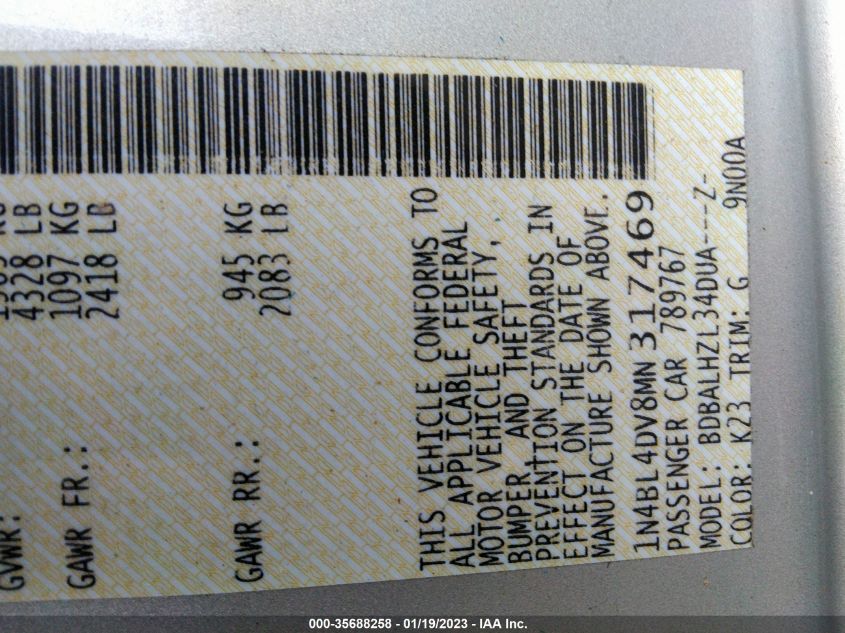 GVWR:
4328 LB
GAWR FR.: 1097 KG
2418 LB
GAWR RR.: 945 KG
2083 LB
THIS VEHICLE CONFORMS TO
ALL APPLICABLE FEDERAL
MOTOR VEHICLE SAFETY,
BUMPER, AND THEFT
PREVENTION STANDARDS IN
EFFECT ON THE DATE OF
MANUFACTURE SHOWN ABOVE.
1N4BL4DV8MN317469
PASSENGER CAR 789767
MODEL: BDBALHZL34DUA---Z-
COLOR: K23 TRIM: G 9N00A
000-35688258 - 01/19/2023 - IAA Inc.